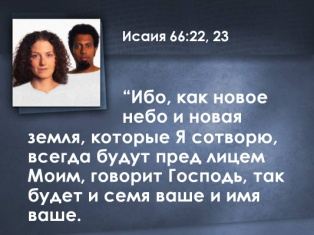 Исаия 66:22, 23
“Ибо, как новое
небо и новая
земля, которые Я сотворю,
всегда будут пред лицем
Моим, говорит Господь, так
будет и семя ваше и имя
ваше.